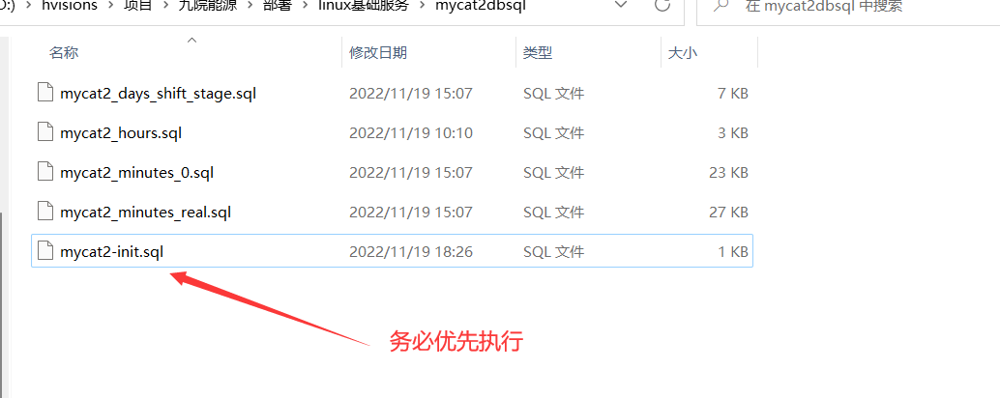 hvisions > 项目 > 九院能源 > 部署 > linux基础服务 > mycat2dbsql
在 mycat2dbsql 中搜索
名称 修改日期 类型 大小
mycat2_days_shift_stage.sql 2022/11/19 15:07 SQL 文件 7 KB
mycat2_hours.sql 2022/11/19 10:10 SQL 文件 3 KB
mycat2_minutes_0.sql 2022/11/19 15:07 SQL 文件 23 KB
mycat2_minutes_real.sql 2022/11/19 15:07 SQL 文件 27 KB
mycat2-init.sql 2022/11/19 18:26 SQL 文件 1 KB
务必优先执行